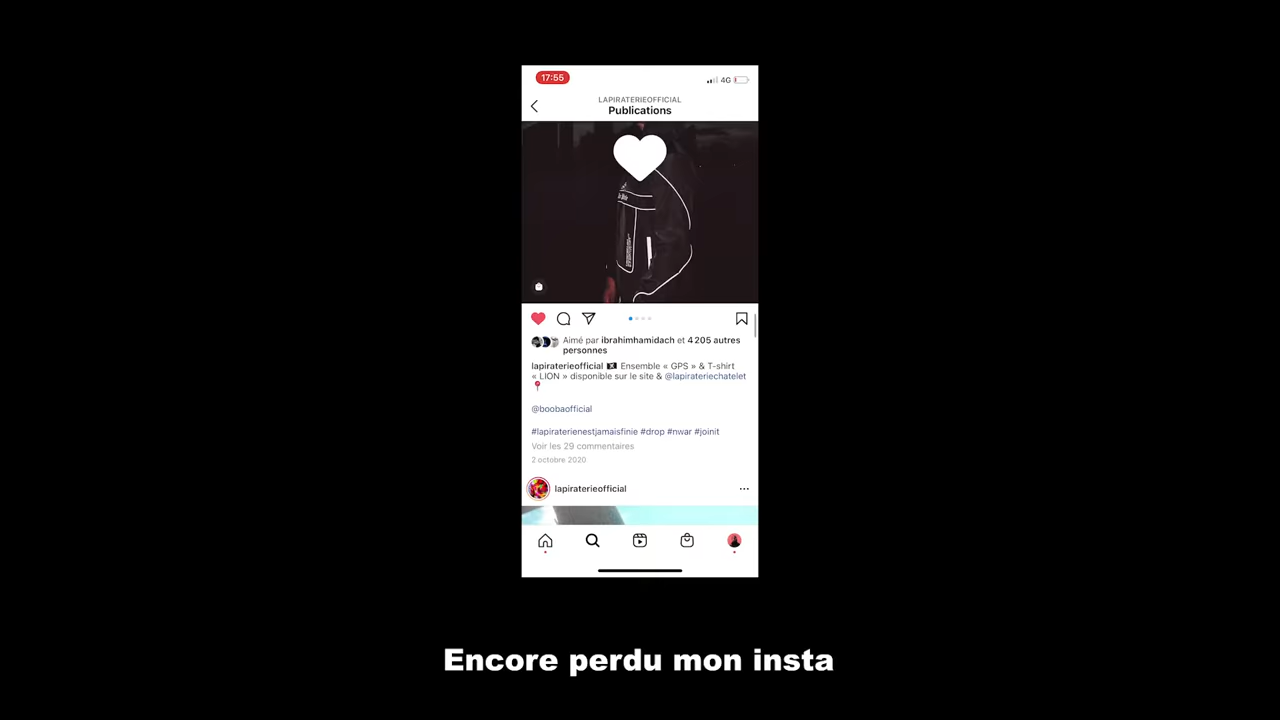 17:55
4G
LAPIRATERIEOFFICIAL
Publications
Aimé par ibrahimhamidach et 4 205 autres
personnes
lapiraterieofficial 🏴‍☠️ Ensemble « GPS » & T-shirt
« LION » disponible sur le site & @lapirateriechatelet
📍
@boobaofficial
#lapiraterienestjamaisfinie #drop #nwar #joinit
Voir les 29 commentaires
2 octobre 2020
lapiraterieofficial
Encore perdu mon insta